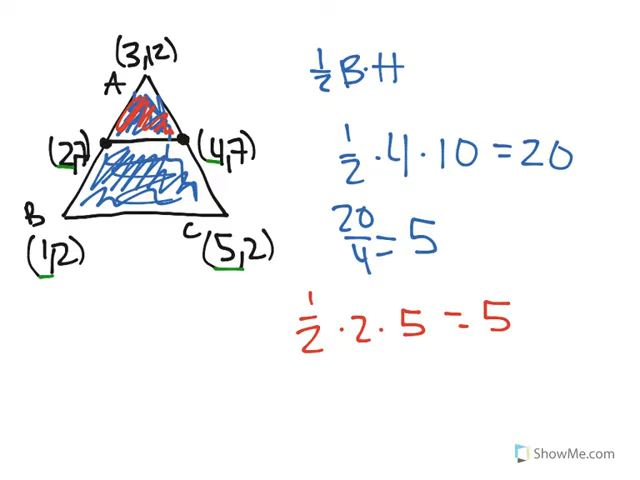 (3,12)
A
1/2 B·H
(2,7) (4,7)
1/2 · 4 · 10 = 20
B
C
(1,2) (5,2)
20/4 = 5
1/2 · 2 · 5 = 5
ShowMe.com